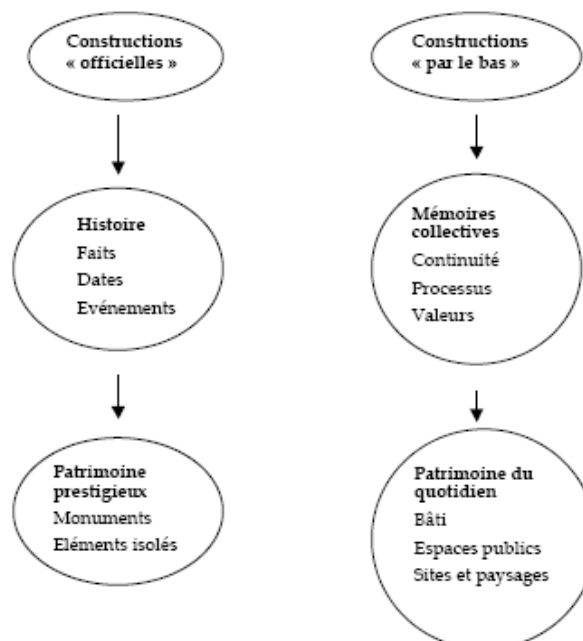 Constructions
« officielles »
Histoire
Faits
Dates
Evénements
Patrimoine
prestigieux
Monuments
Eléments isolés
Constructions
« par le bas »
Mémoires
collectives
Continuité
Processus
Valeurs
Patrimoine du
quotidien
Bâti
Espaces publics
Sites et paysages